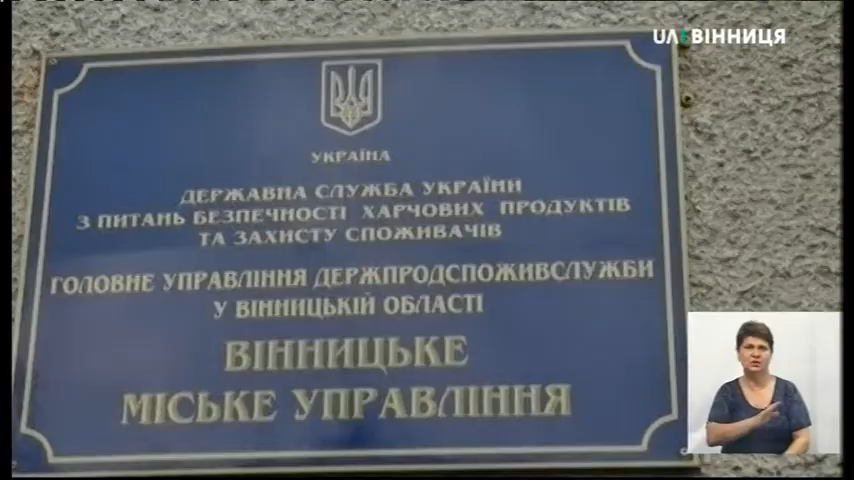 UA:ВІННИЦЯ
УКРАЇНА
ДЕРЖАВНА СЛУЖБА УКРАЇНИ
З ПИТАНЬ БЕЗПЕЧНОСТІ ХАРЧОВИХ ПРОДУКТІВ
ТА ЗАХИСТУ СПОЖИВАЧІВ
ГОЛОВНЕ УПРАВЛІННЯ ДЕРЖПРОДСПОЖИВСЛУЖБИ
У ВІННИЦЬКІЙ ОБЛАСТІ
ВІННИЦЬКЕ
МІСЬКЕ УПРАВЛІННЯ